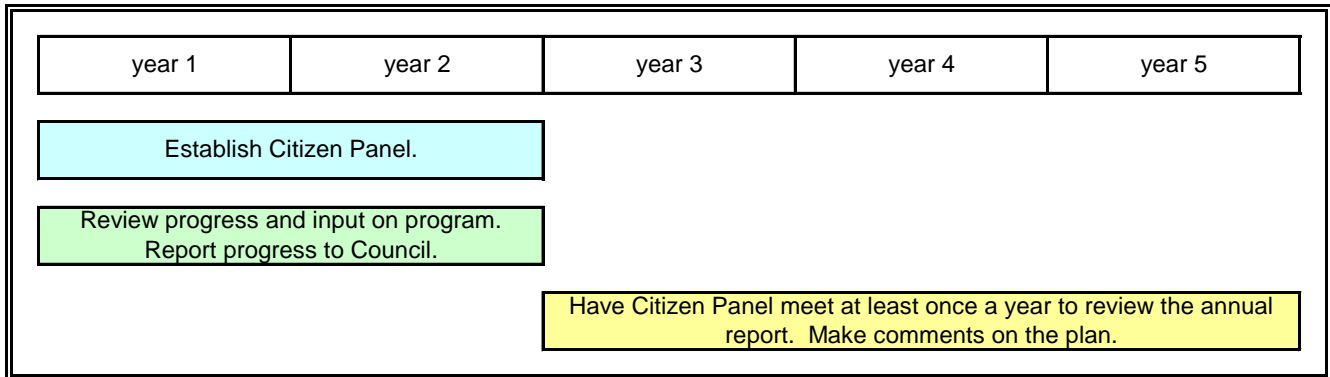 year 1 year 2 year 3 year 4 year 5
Establish Citizen Panel.
Review progress and input on program.
Report progress to Council.
Have Citizen Panel meet at least once a year to review the annual
report.  Make comments on the plan.